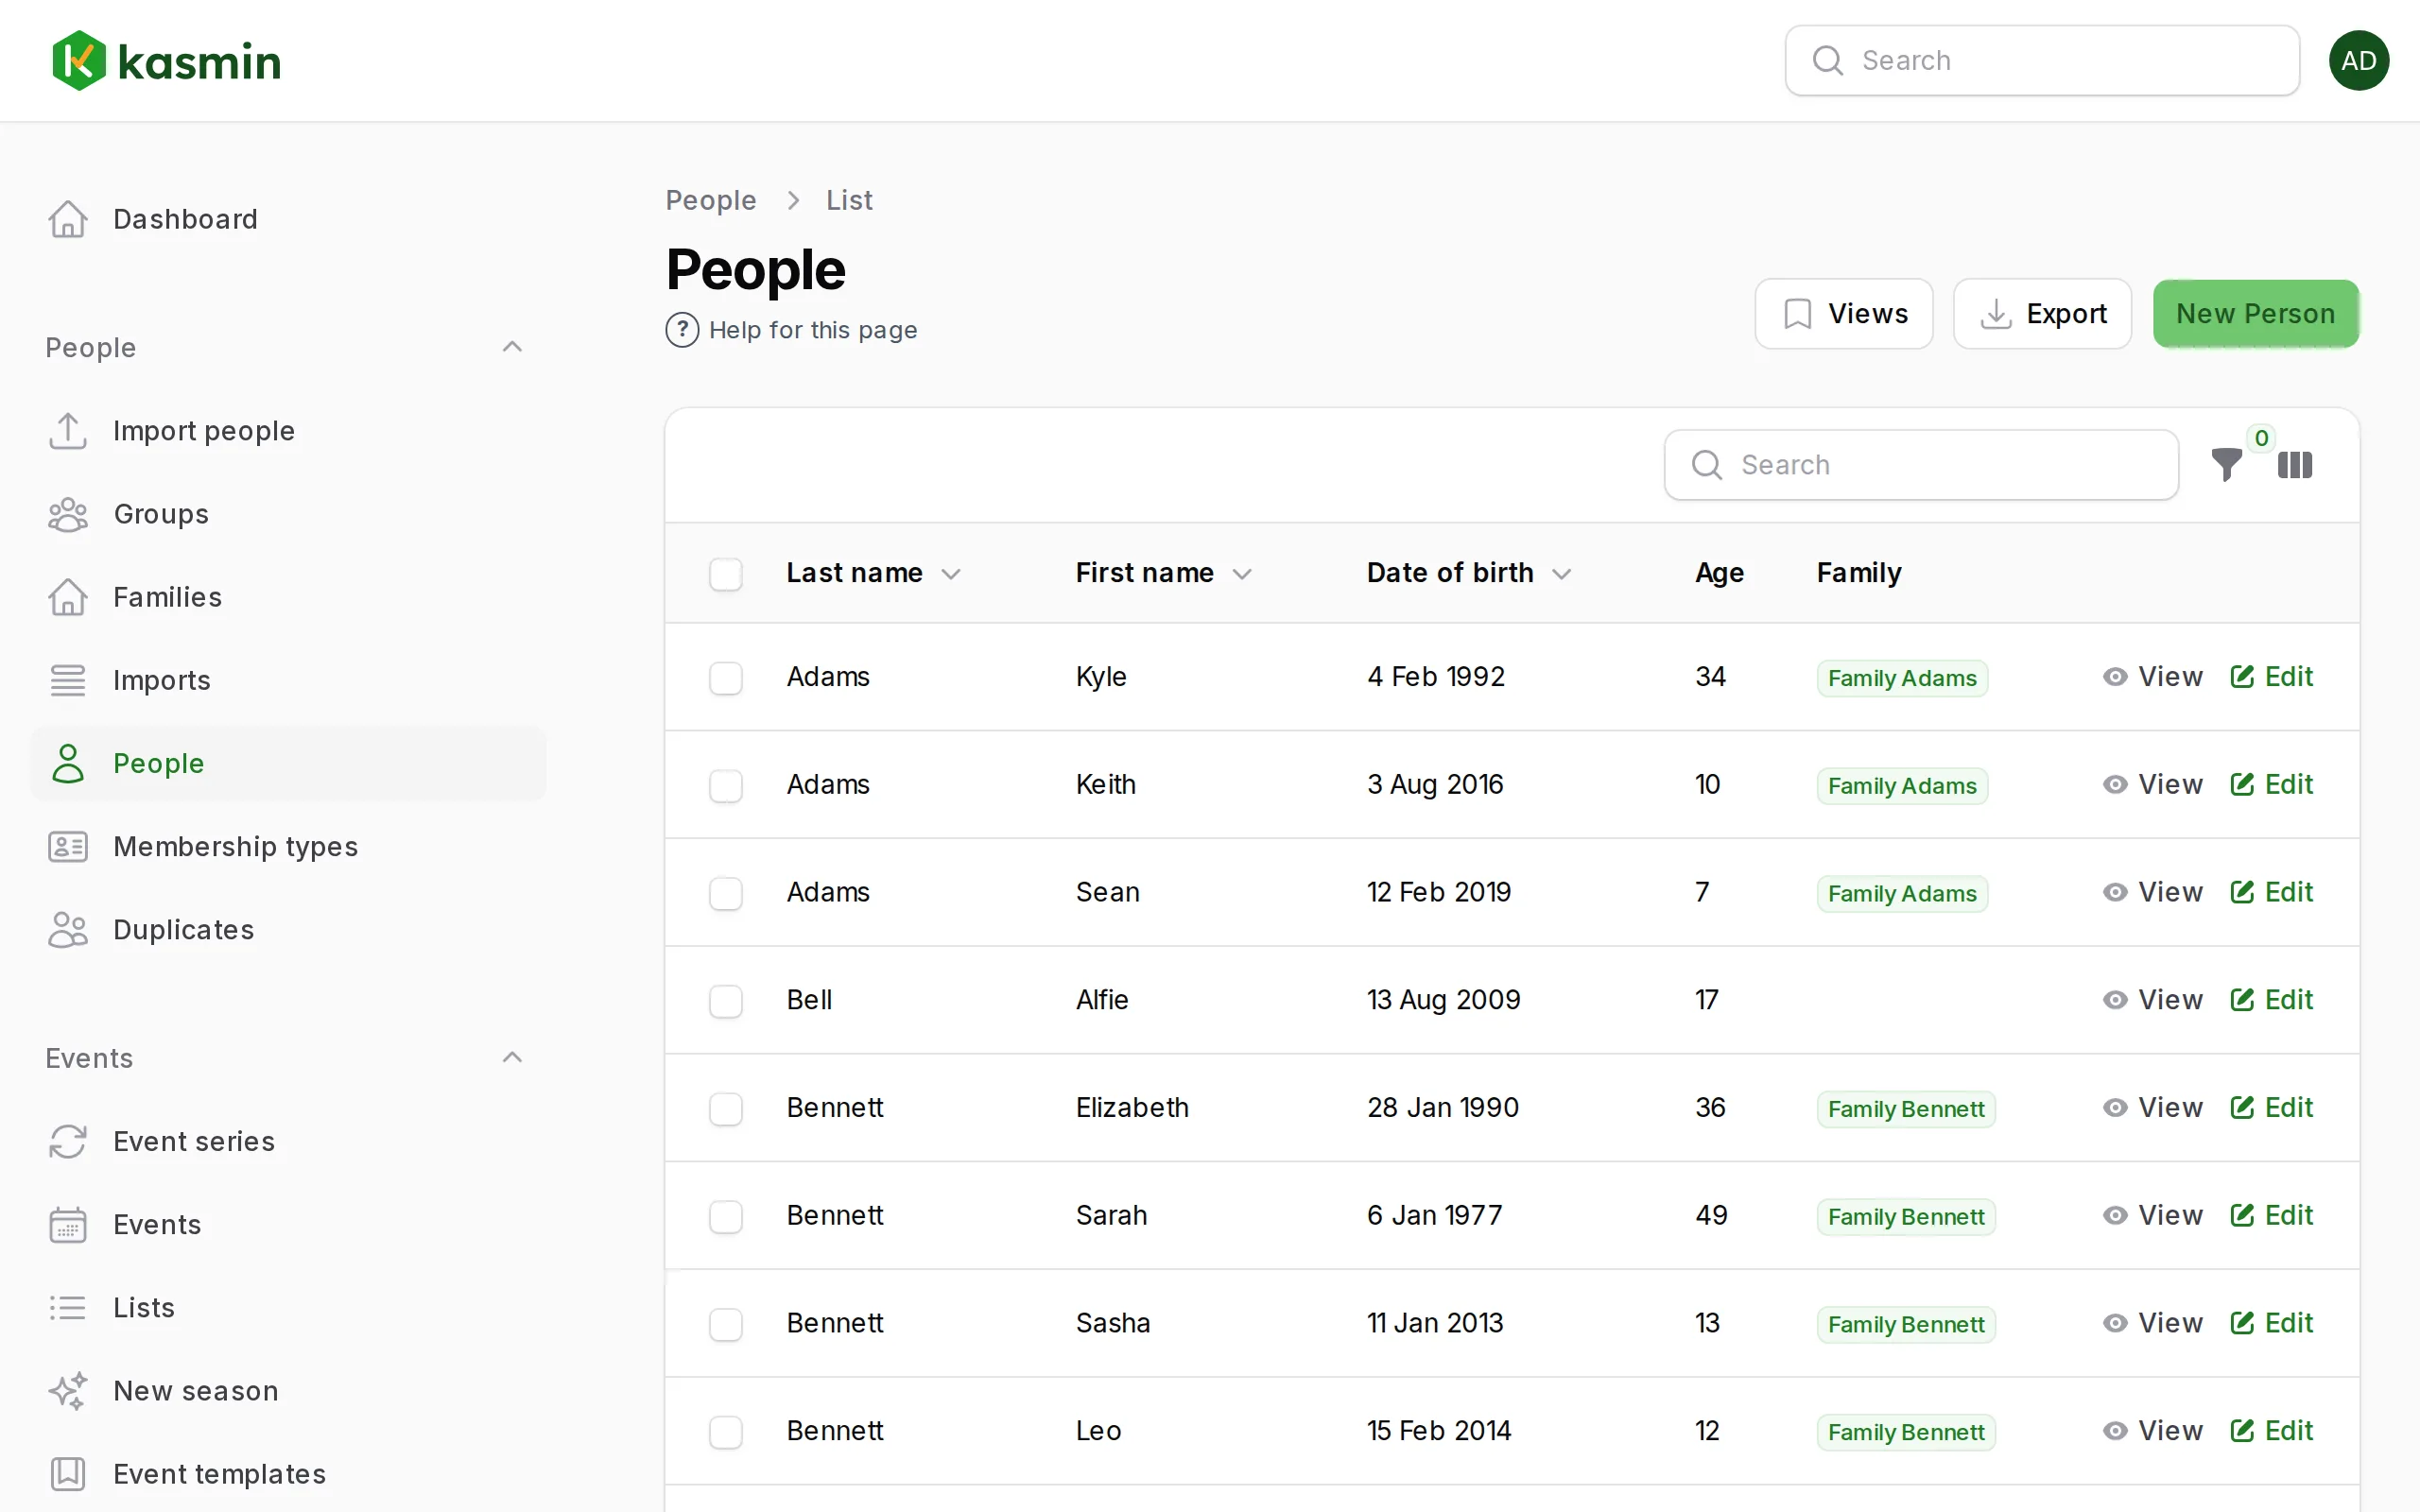 kasmin
Search
AD
Dashboard
People
Import people
Groups
Families
Imports
People
Membership types
Duplicates
Events
Event series
Events
Lists
New season
Event templates
People > List
People
? Help for this page
Views
Export
New Person
Search
0
Last name First name Date of birth Age Family
Adams Kyle 4 Feb 1992 34 Family Adams View Edit
Adams Keith 3 Aug 2016 10 Family Adams View Edit
Adams Sean 12 Feb 2019 7 Family Adams View Edit
Bell Alfie 13 Aug 2009 17 View Edit
Bennett Elizabeth 28 Jan 1990 36 Family Bennett View Edit
Bennett Sarah 6 Jan 1977 49 Family Bennett View Edit
Bennett Sasha 11 Jan 2013 13 Family Bennett View Edit
Bennett Leo 15 Feb 2014 12 Family Bennett View Edit